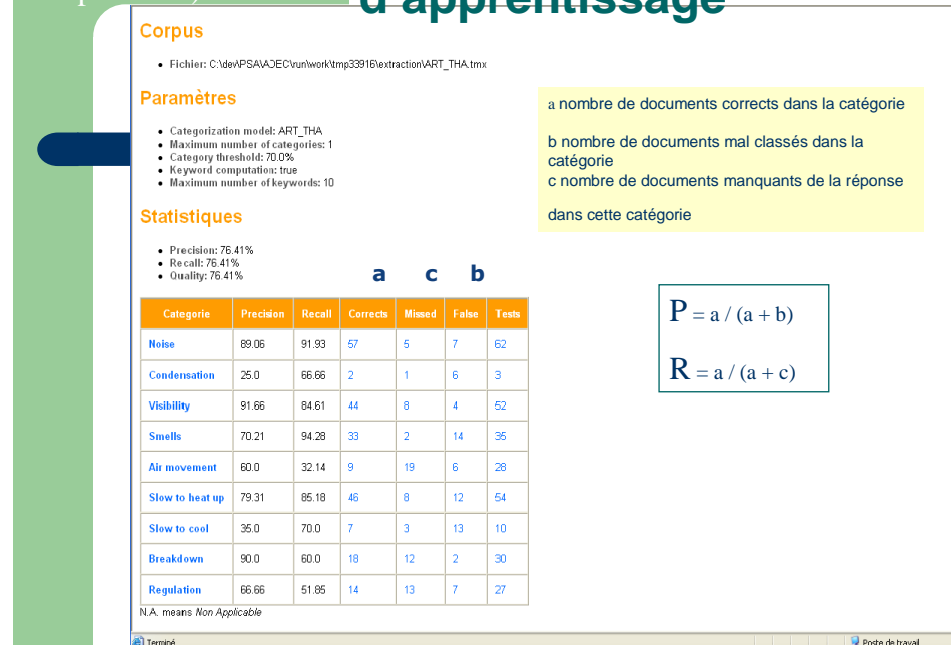 d'apprentissage
Corpus
• Fichier: C:\dev\PSA\ADEC\run\work\tmp33916\extraction\ART_THA.tmx
Paramètres
• Categorization model: ART_THA
• Maximum number of categories: 1
• Category threshold: 70.0%
• Keyword computation: true
• Maximum number of keywords: 10
a nombre de documents corrects dans la catégorie
b nombre de documents mal classés dans la
catégorie
c nombre de documents manquants de la réponse
dans cette catégorie
Statistiques
• Precision: 76.41%
• Recall: 76.41%
• Quality: 76.41%
a c b
Categorie Precision Recall Corrects Missed False Tests
Noise 89.06 91.93 57 5 7 62
Condensation 25.0 66.66 2 1 6 3
Visibility 91.66 84.61 44 8 4 52
Smells 70.21 94.28 33 2 14 35
Air movement 60.0 32.14 9 19 6 28
Slow to heat up 79.31 85.18 46 8 12 54
Slow to cool 35.0 70.0 7 3 13 10
Breakdown 90.0 60.0 18 12 2 30
Regulation 66.66 51.85 14 13 7 27
N.A. means Non Applicable
P = a / (a + b)
R = a / (a + c)
Terminé Poste de travail